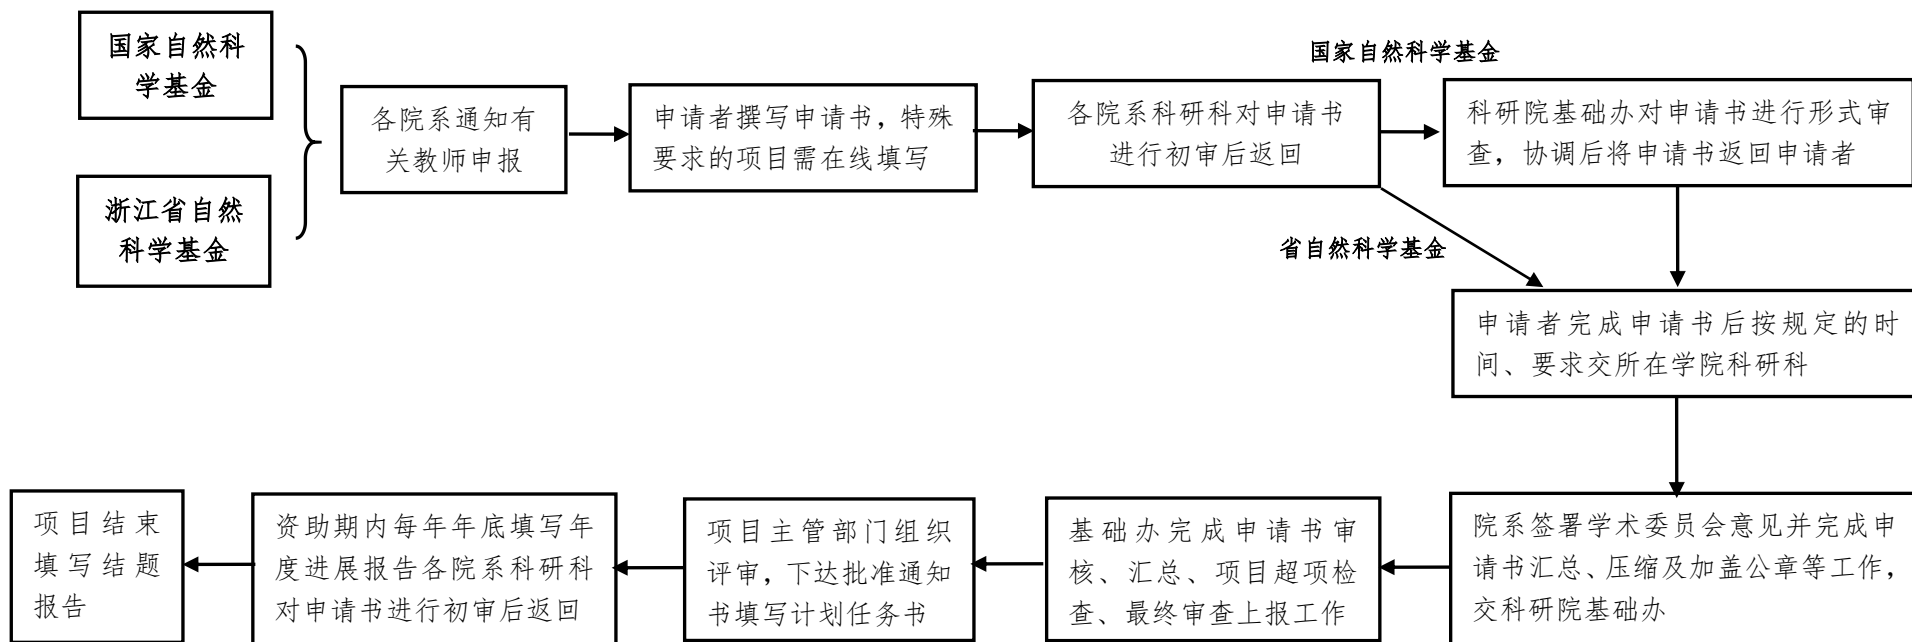 国家自然科
学基金
浙江省自然
科学基金
各院系通知有
关教师申报
申请者撰写申请书，特殊
要求的项目需在线填写
各院系科研科对申请书
进行初审后返回
国家自然科学基金
科研院基础办对申请书进行形式审
查，协调后将申请书返回申请者
省自然科学基金
申请者完成申请书后按规定的时
间、要求交所在学院科研科
院系签署学术委员会意见并完成申
请书汇总、压缩及加盖公章等工作，
交科研院基础办
基础办完成申请书审
核、汇总、项目超项检
查、最终审查上报工作
项目主管部门组织
评审，下达批准通知
书填写计划任务书
资助期内每年年底填写年
度进展报告各院系科研科
对申请书进行初审后返回
项目结束
填写结题
报告